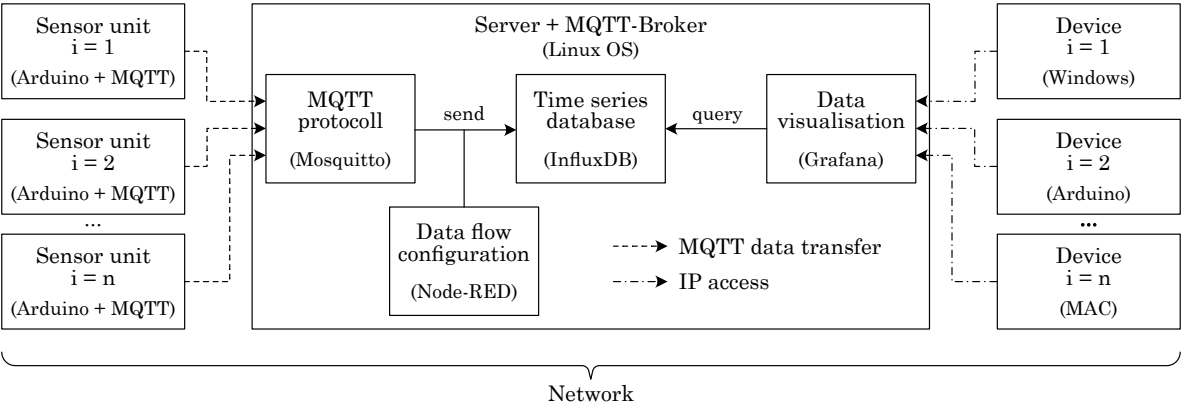 Sensor unit
i = 1
(Arduino + MQTT)
Sensor unit
i = 2
(Arduino + MQTT)
...
Sensor unit
i = n
(Arduino + MQTT)
Server + MQTT-Broker
(Linux OS)
MQTT
protocoll
(Mosquitto)
send
Time series
database
(InfluxDB)
query
Data
visualisation
(Grafana)
Data flow
configuration
(Node-RED)
MQTT data transfer
IP access
Device
i = 1
(Windows)
Device
i = 2
(Arduino)
...
Device
i = n
(MAC)
Network